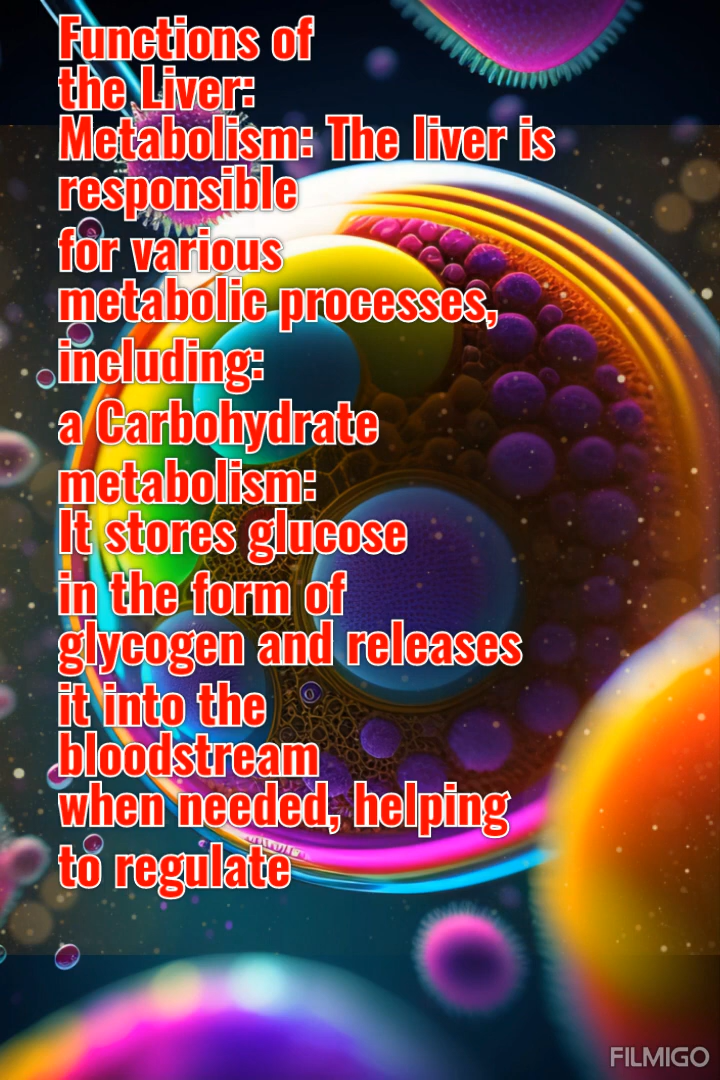 Functions of
the Liver:
Metabolism: The liver is
responsible
for various
metabolic processes,
including:
a Carbohydrate
metabolism:
It stores glucose
in the form of
glycogen and releases
it into the
bloodstream
when needed, helping
to regulate
FILMIGO